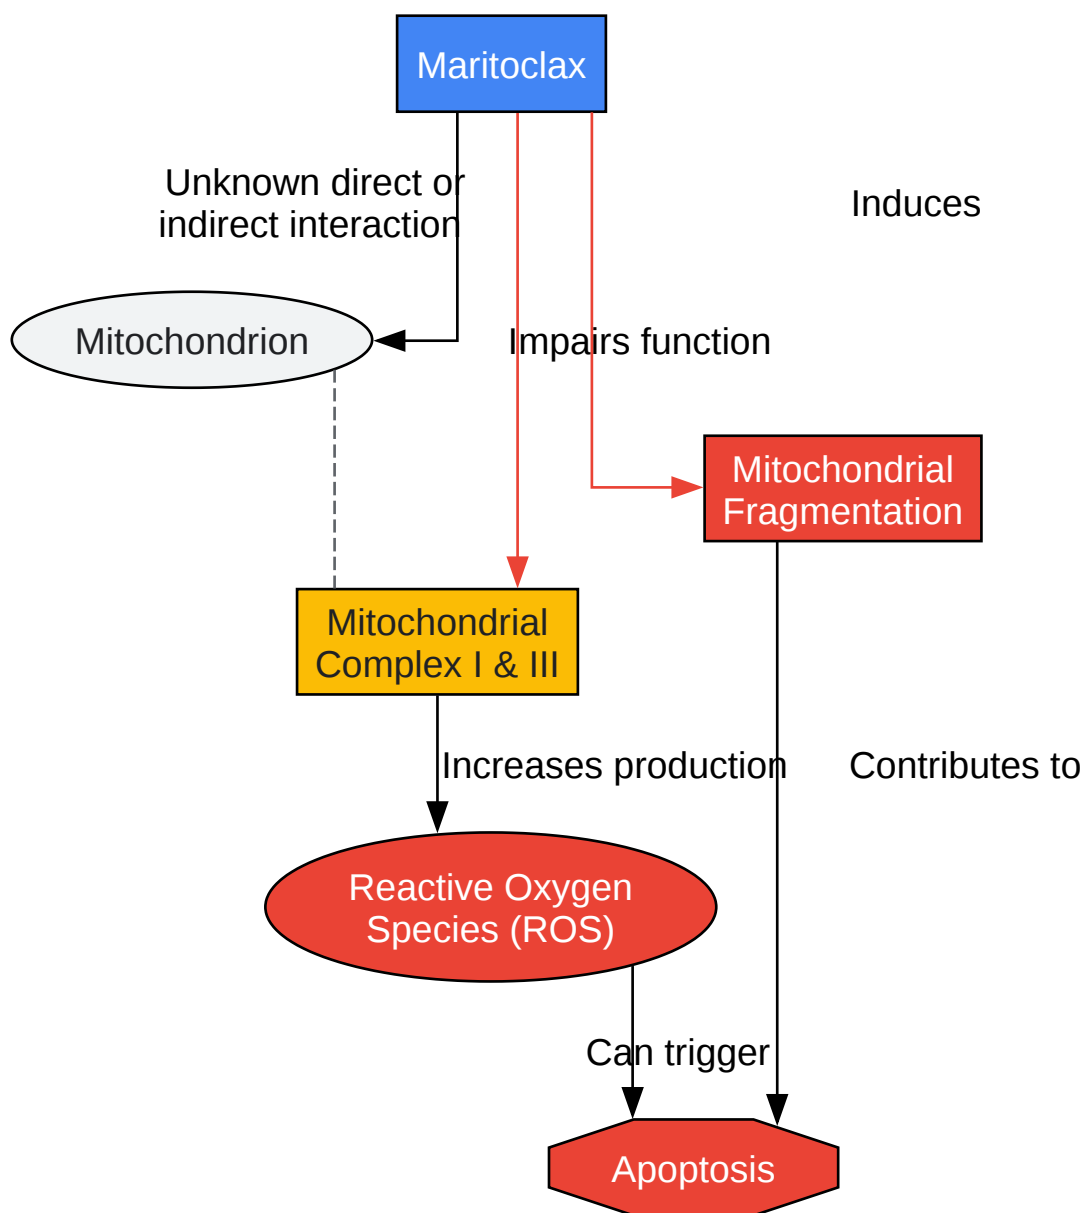 Maritoclax
Unknown direct or
indirect interaction
Induces
Mitochondrion
Impairs function
Mitochondrial
Fragmentation
Mitochondrial
Complex I & III
Increases production
Contributes to
Reactive Oxygen
Species (ROS)
Can trigger
Apoptosis